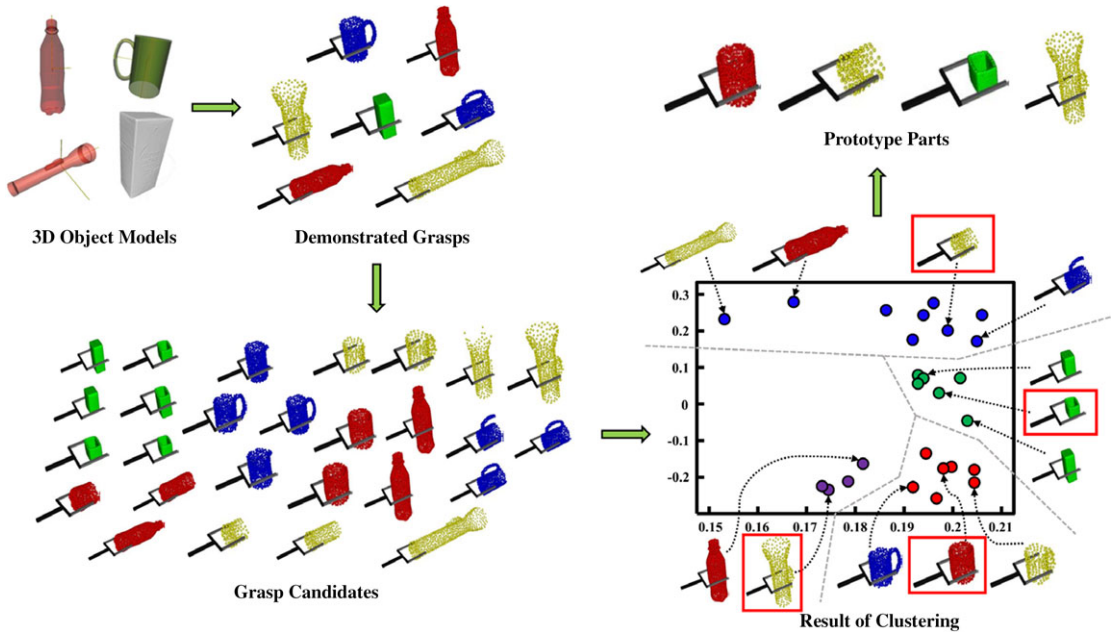 3D Object Models
Demonstrated Grasps
Prototype Parts
Grasp Candidates
0.3
0.2
0.1
0
-0.1
-0.2
0.15 0.16 0.17 0.18 0.19 0.2 0.21
Result of Clustering